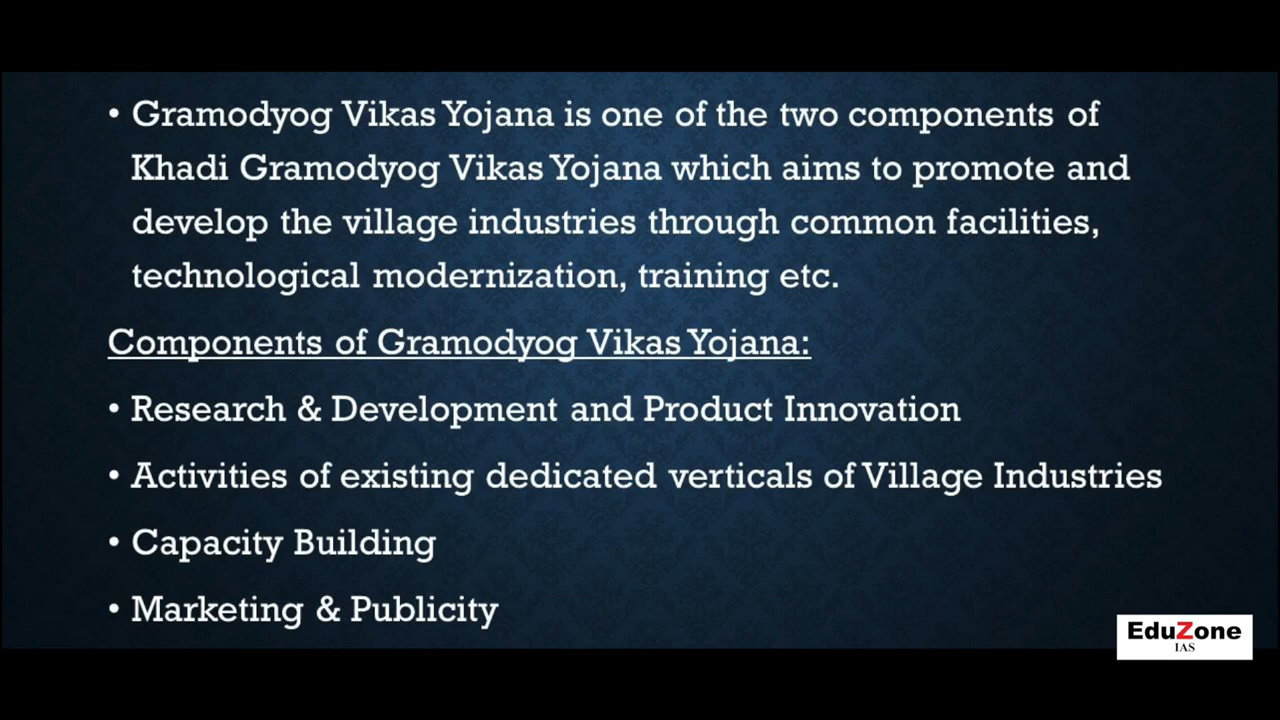 • Gramodyog Vikas Yojana is one of the two components of
Khadi Gramodyog Vikas Yojana which aims to promote and
develop the village industries through common facilities,
technological modernization, training etc.
Components of Gramodyog Vikas Yojana:
• Research & Development and Product Innovation
• Activities of existing dedicated verticals of Village Industries
• Capacity Building
• Marketing & Publicity
EduZone
IAS